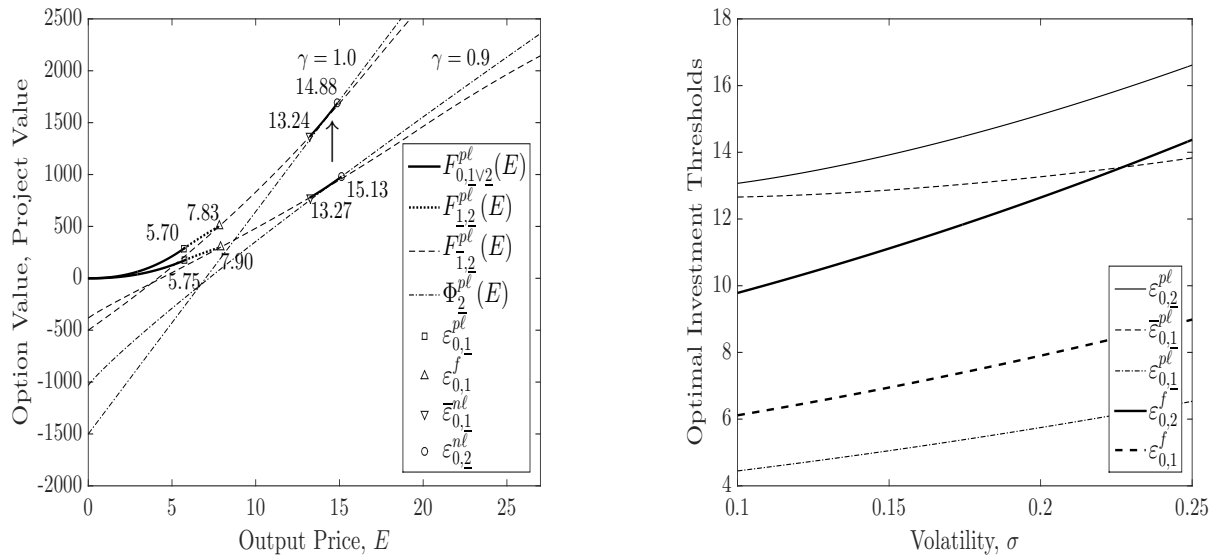 2500
2000
1500
1000
500
0
-500
-1000
-1500
-2000
0 5 10 15 20 25
Option Value, Project Value
Output Price, E
γ = 1.0
γ = 0.9
14.88
13.24
15.13
13.27
7.83
5.70
7.90
5.75
F^{pℓ}_{0,1∨2}(E)
F^{pℓ}_{1,2}(E)
F^{pℓ}_{1,2}(E)
Φ^{pℓ}_{2}(E)
ε^{pℓ}_{0,1}
ε^{f}_{0,1}
ε̅^{nℓ}_{0,1}
ε^{nℓ}_{0,2}
18
16
14
12
10
8
6
4
0.1 0.15 0.2 0.25
Optimal Investment Thresholds
Volatility, σ
ε^{pℓ}_{0,2}
ε̅^{pℓ}_{0,1}
ε^{pℓ}_{0,1}
ε^{f}_{0,2}
ε^{f}_{0,1}